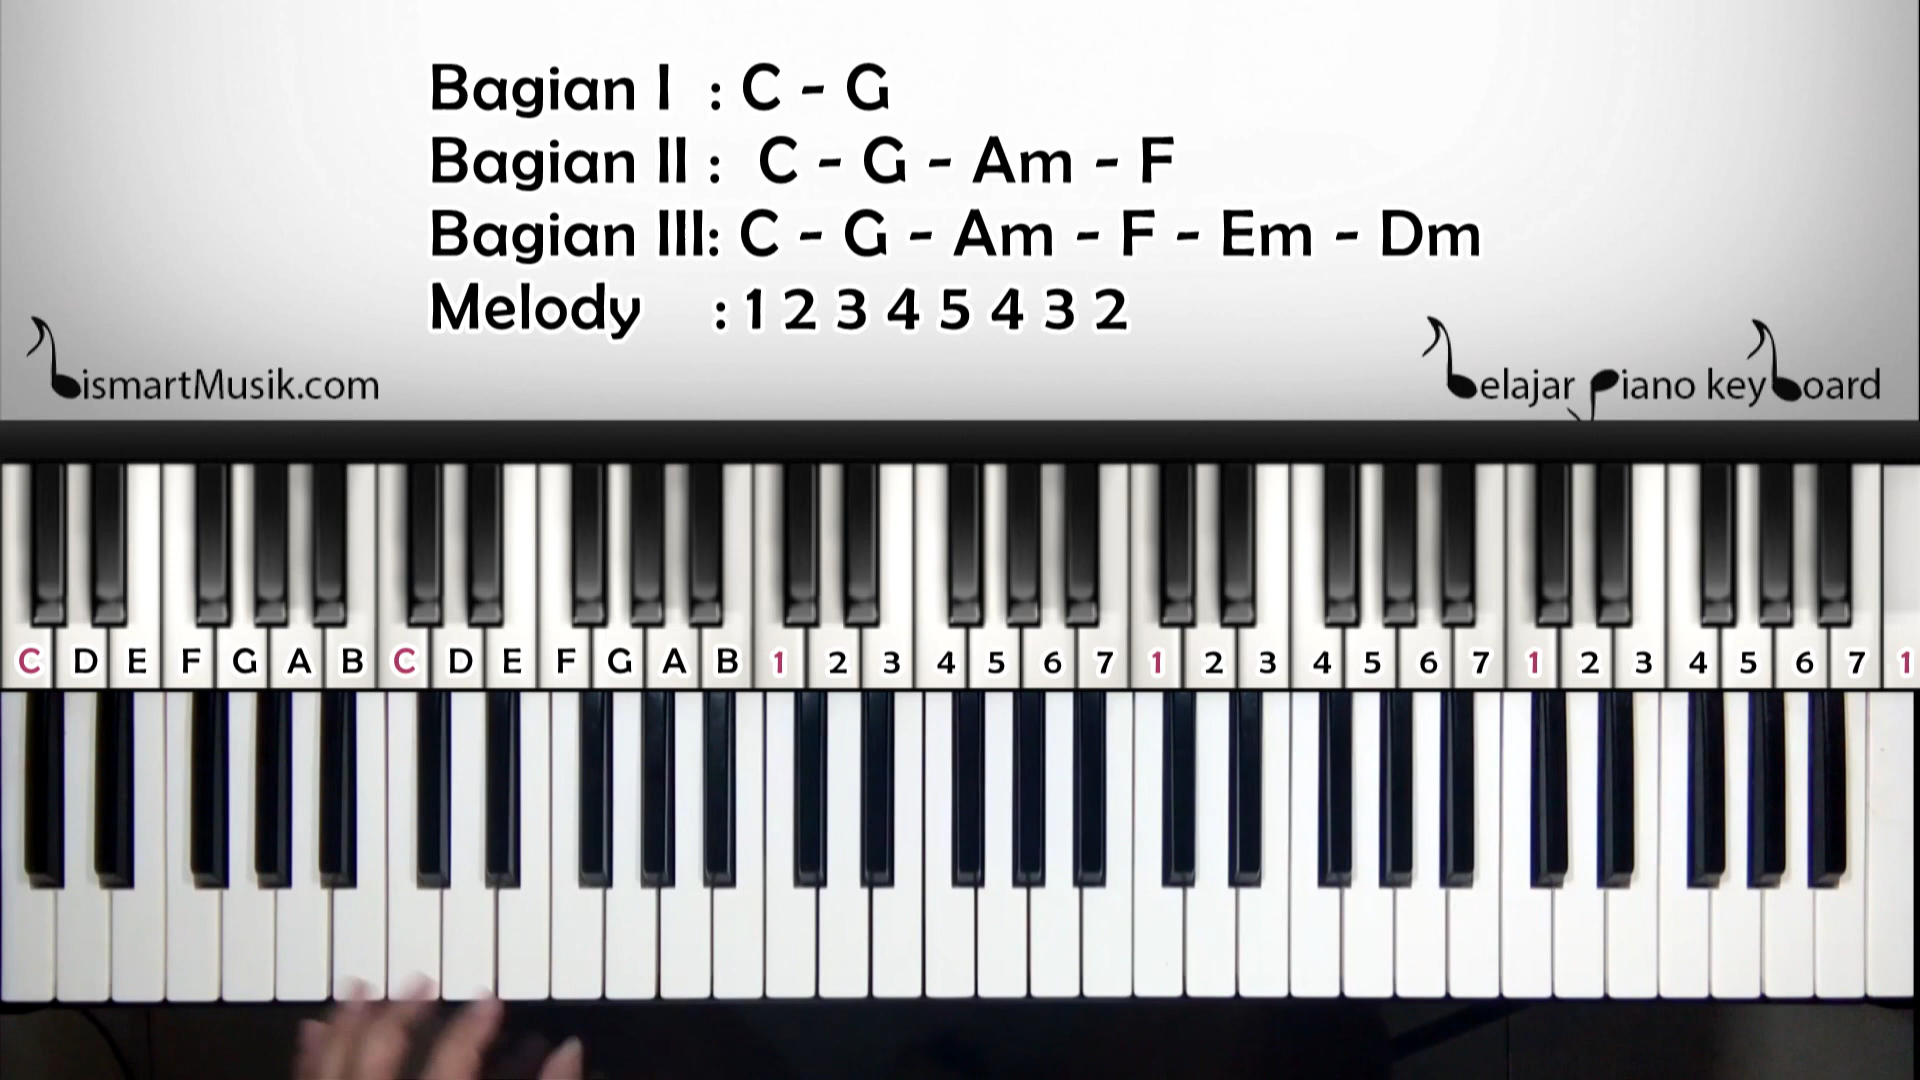 Bagian I : C - G
Bagian II : C - G - Am - F
Bagian III: C - G - Am - F - Em - Dm
Melody : 1 2 3 4 5 4 3 2
bismartMusik.com
belajar piano keyboard
C D E F G A B C D E F G A B 1 2 3 4 5 6 7 1 2 3 4 5 6 7 1 2 3 4 5 6 7 1